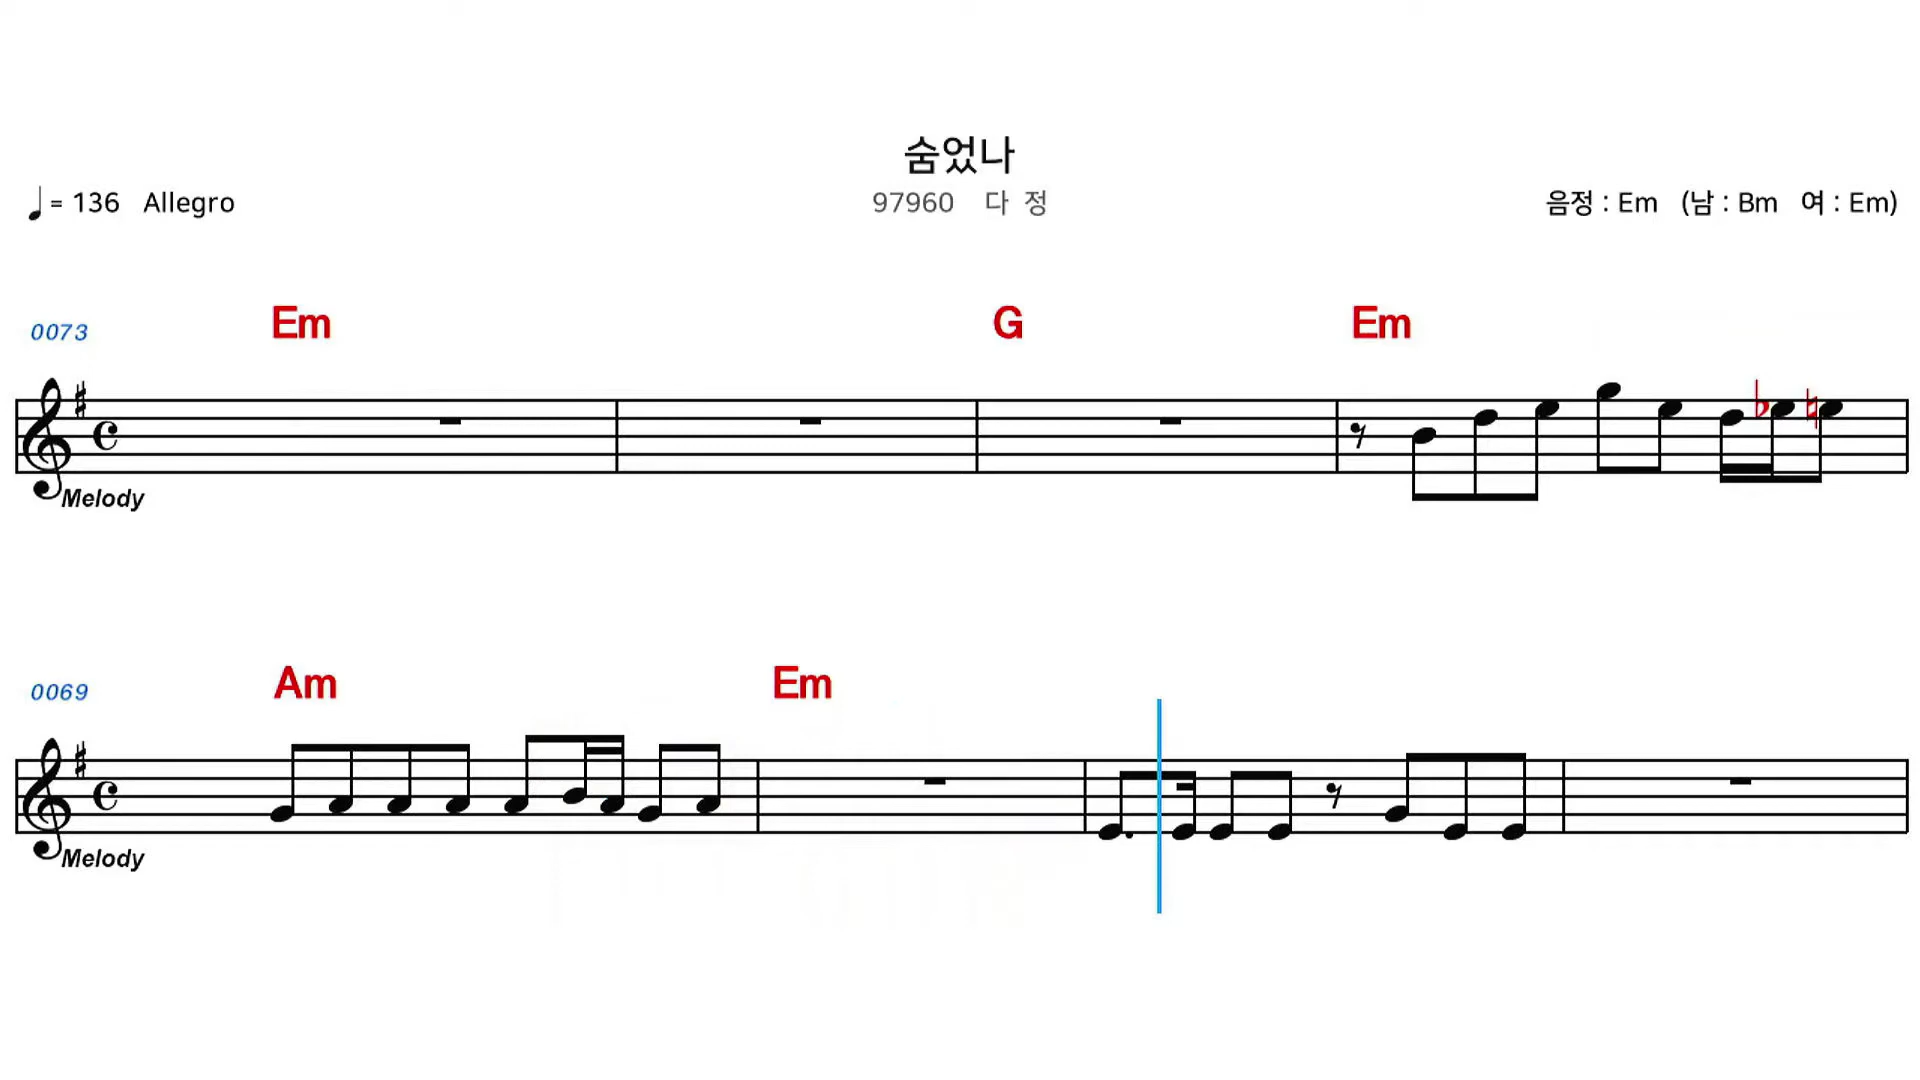 숨었나
♩= 136 Allegro
97960 다 정
음정 : Em (남 : Bm 여 : Em)
0073 Em G Em
Melody
0069 Am Em
Melody